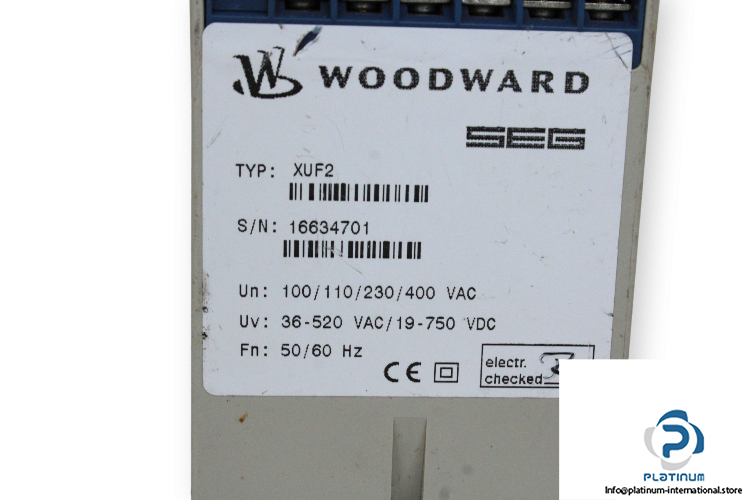 WOODWARD
SEG
TYP: XUF2
S/N: 16634701
Un: 100/110/230/400 VAC
Uv: 36-520 VAC/19-750 VDC
Fn: 50/60 Hz
CE
electr.
checked
PLATINUM
Info@platinum-international.store